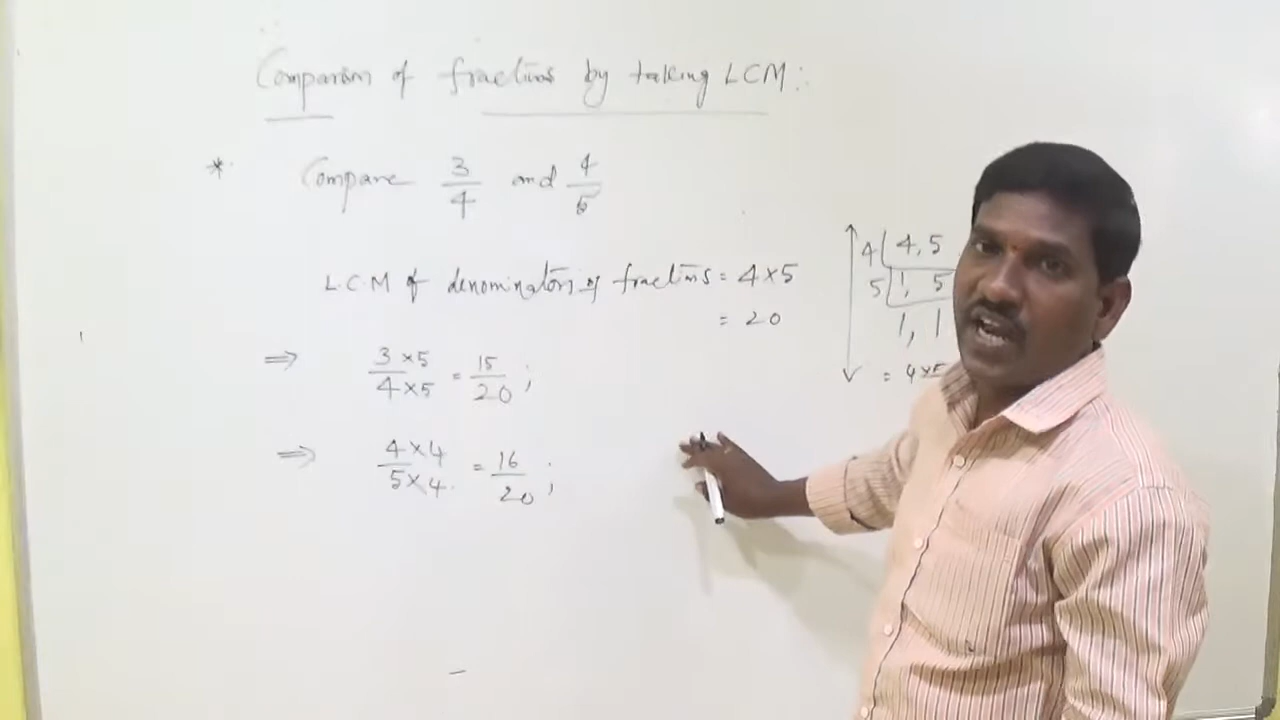 Comparison of fractions by taking LCM:
* Compare 3/4 and 4/5
L.C.M of denominators of fractions = 4×5
= 20
⇒ 3×5/4×5 = 15/20 ;
⇒ 4×4/5×4 = 16/20 ;
4 | 4, 5
5 | 1, 5
1, 1
= 4×5